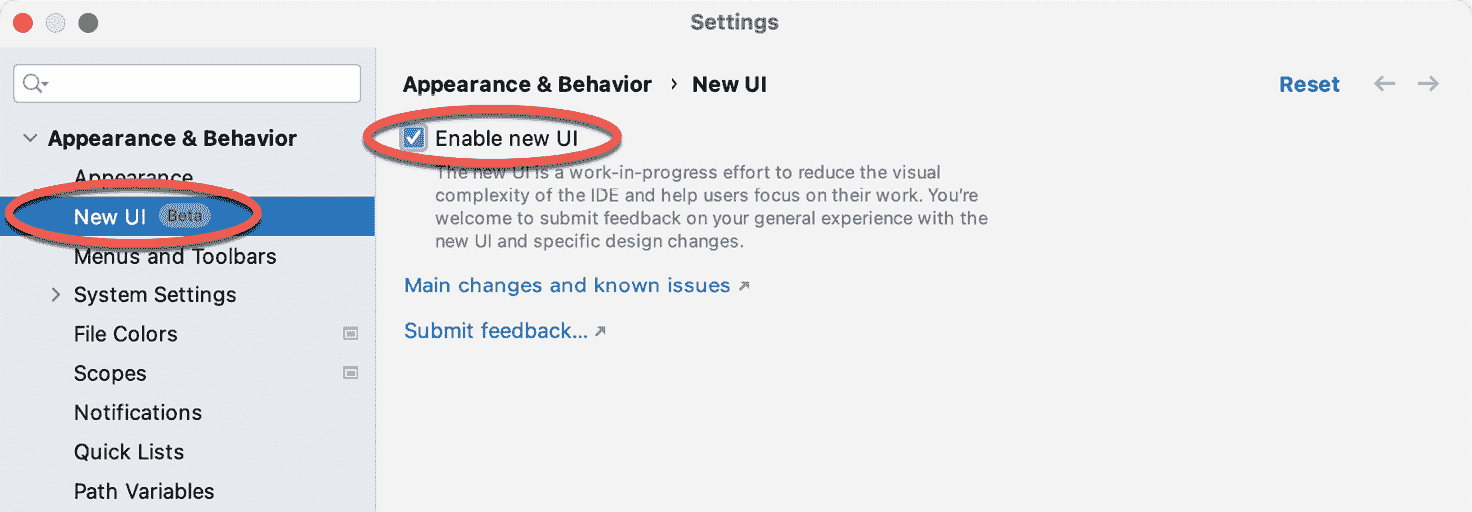 Settings
Appearance & Behavior
Appearance
New UI Beta
Menus and Toolbars
System Settings
File Colors
Scopes
Notifications
Quick Lists
Path Variables
Appearance & Behavior › New UI
Reset
Enable new UI
The new UI is a work-in-progress effort to reduce the visual
complexity of the IDE and help users focus on their work. You're
welcome to submit feedback on your general experience with the
new UI and specific design changes.
Main changes and known issues
Submit feedback...